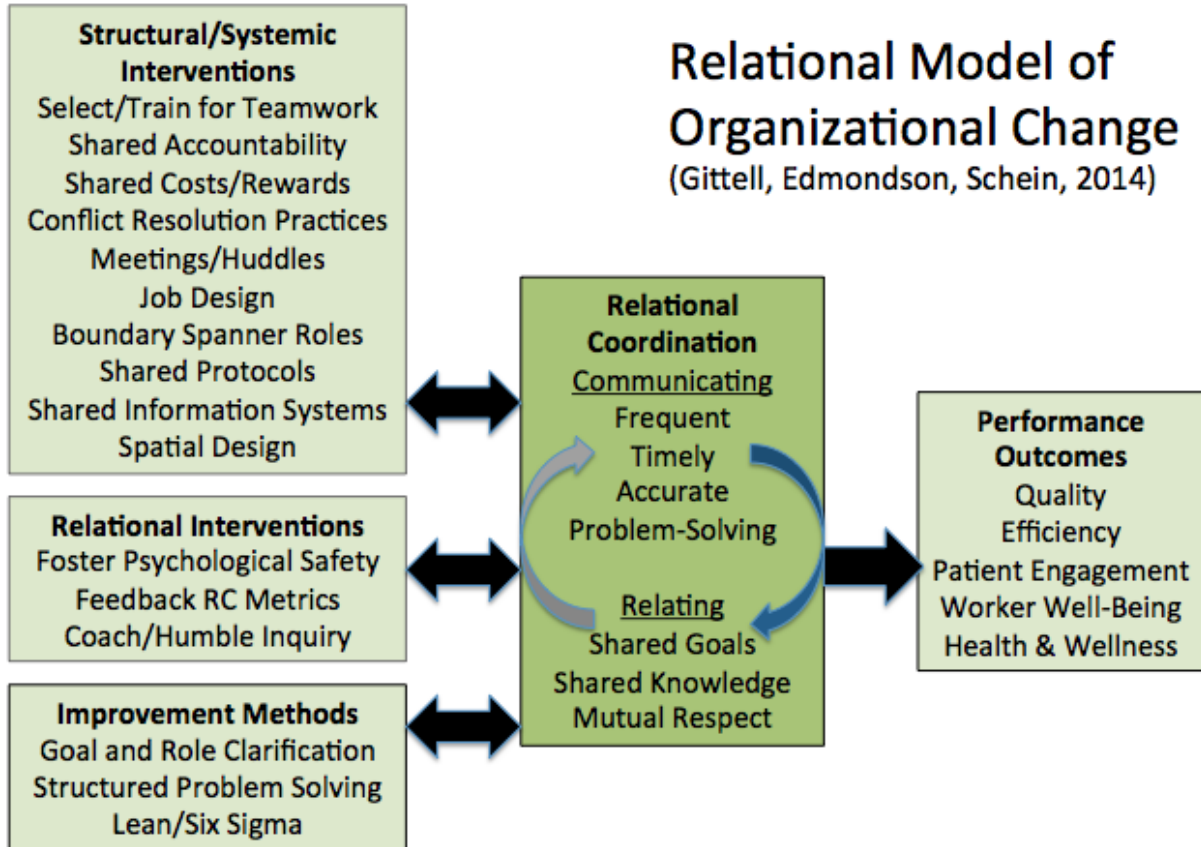 Structural/Systemic
Interventions
Select/Train for Teamwork
Shared Accountability
Shared Costs/Rewards
Conflict Resolution Practices
Meetings/Huddles
Job Design
Boundary Spanner Roles
Shared Protocols
Shared Information Systems
Spatial Design
Relational Interventions
Foster Psychological Safety
Feedback RC Metrics
Coach/Humble Inquiry
Improvement Methods
Goal and Role Clarification
Structured Problem Solving
Lean/Six Sigma
Relational Model of
Organizational Change
(Gittell, Edmondson, Schein, 2014)
Relational
Coordination
Communicating
Frequent
Timely
Accurate
Problem-Solving
Relating
Shared Goals
Shared Knowledge
Mutual Respect
Performance
Outcomes
Quality
Efficiency
Patient Engagement
Worker Well-Being
Health & Wellness